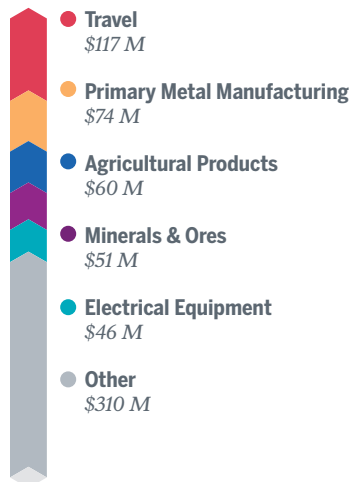 Travel
$117 M
Primary Metal Manufacturing
$74 M
Agricultural Products
$60 M
Minerals & Ores
$51 M
Electrical Equipment
$46 M
Other
$310 M